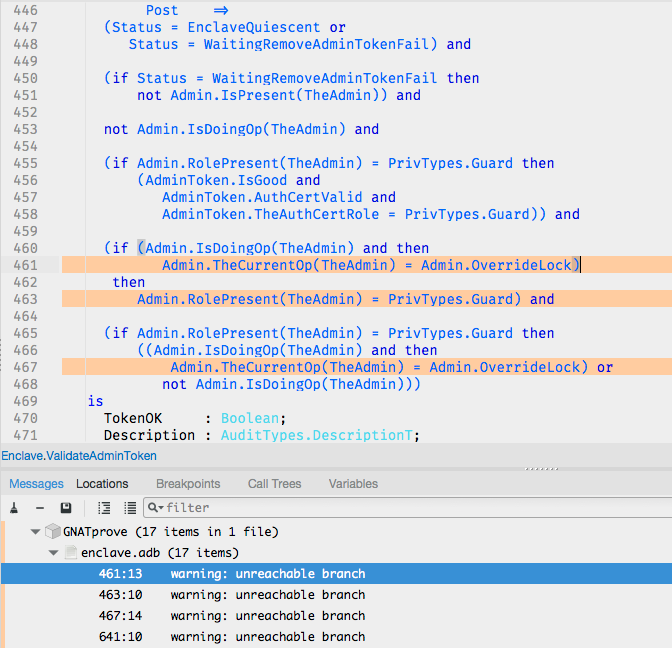 446 Post =>
447 (Status = EnclaveQuiescent or
448 Status = WaitingRemoveAdminTokenFail) and
449
450 (if Status = WaitingRemoveAdminTokenFail then
451 not Admin.IsPresent(TheAdmin)) and
452
453 not Admin.IsDoingOp(TheAdmin) and
454
455 (if Admin.RolePresent(TheAdmin) = PrivTypes.Guard then
456 (AdminToken.IsGood and
457 AdminToken.AuthCertValid and
458 AdminToken.TheAuthCertRole = PrivTypes.Guard)) and
459
460 (if (Admin.IsDoingOp(TheAdmin) and then
461 Admin.TheCurrentOp(TheAdmin) = Admin.OverrideLock)
462 then
463 Admin.RolePresent(TheAdmin) = PrivTypes.Guard) and
464
465 (if Admin.RolePresent(TheAdmin) = PrivTypes.Guard then
466 ((Admin.IsDoingOp(TheAdmin) and then
467 Admin.TheCurrentOp(TheAdmin) = Admin.OverrideLock) or
468 not Admin.IsDoingOp(TheAdmin)))
469 is
470 TokenOK : Boolean;
471 Description : AuditTypes.DescriptionT;
Enclave.ValidateAdminToken
Messages Locations Breakpoints Call Trees Variables
filter
GNATprove (17 items in 1 file)
enclave.adb (17 items)
461:13 warning: unreachable branch
463:10 warning: unreachable branch
467:14 warning: unreachable branch
641:10 warning: unreachable branch